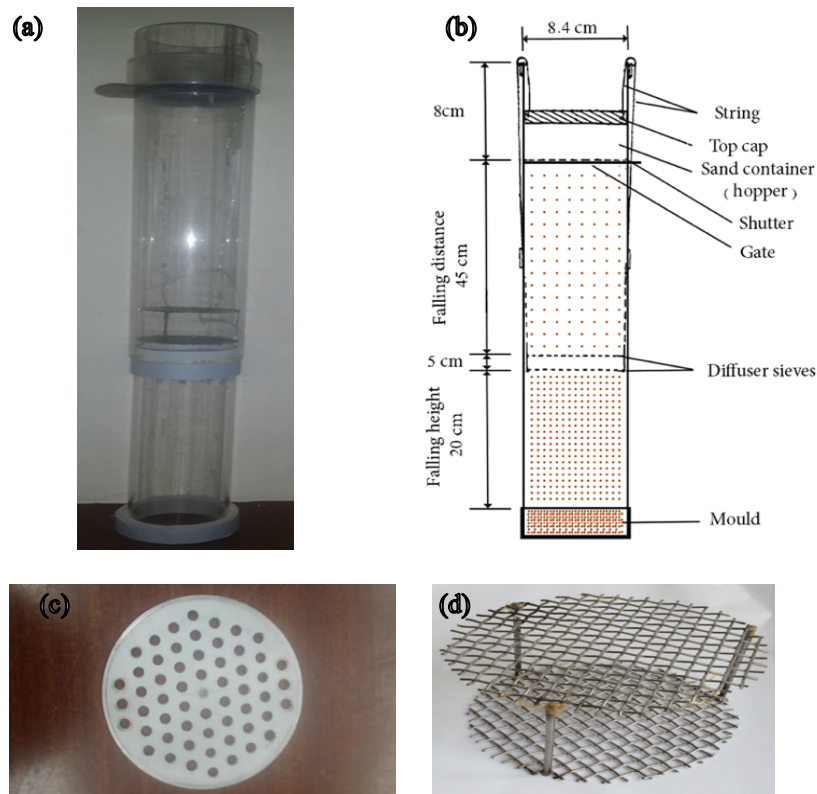 (a)
(b)
8.4 cm
8cm
String
Top cap
Sand container
( hopper )
Shutter
Gate
Falling distance
45 cm
5 cm
Diffuser sieves
Falling height
20 cm
Mould
(c)
(d)